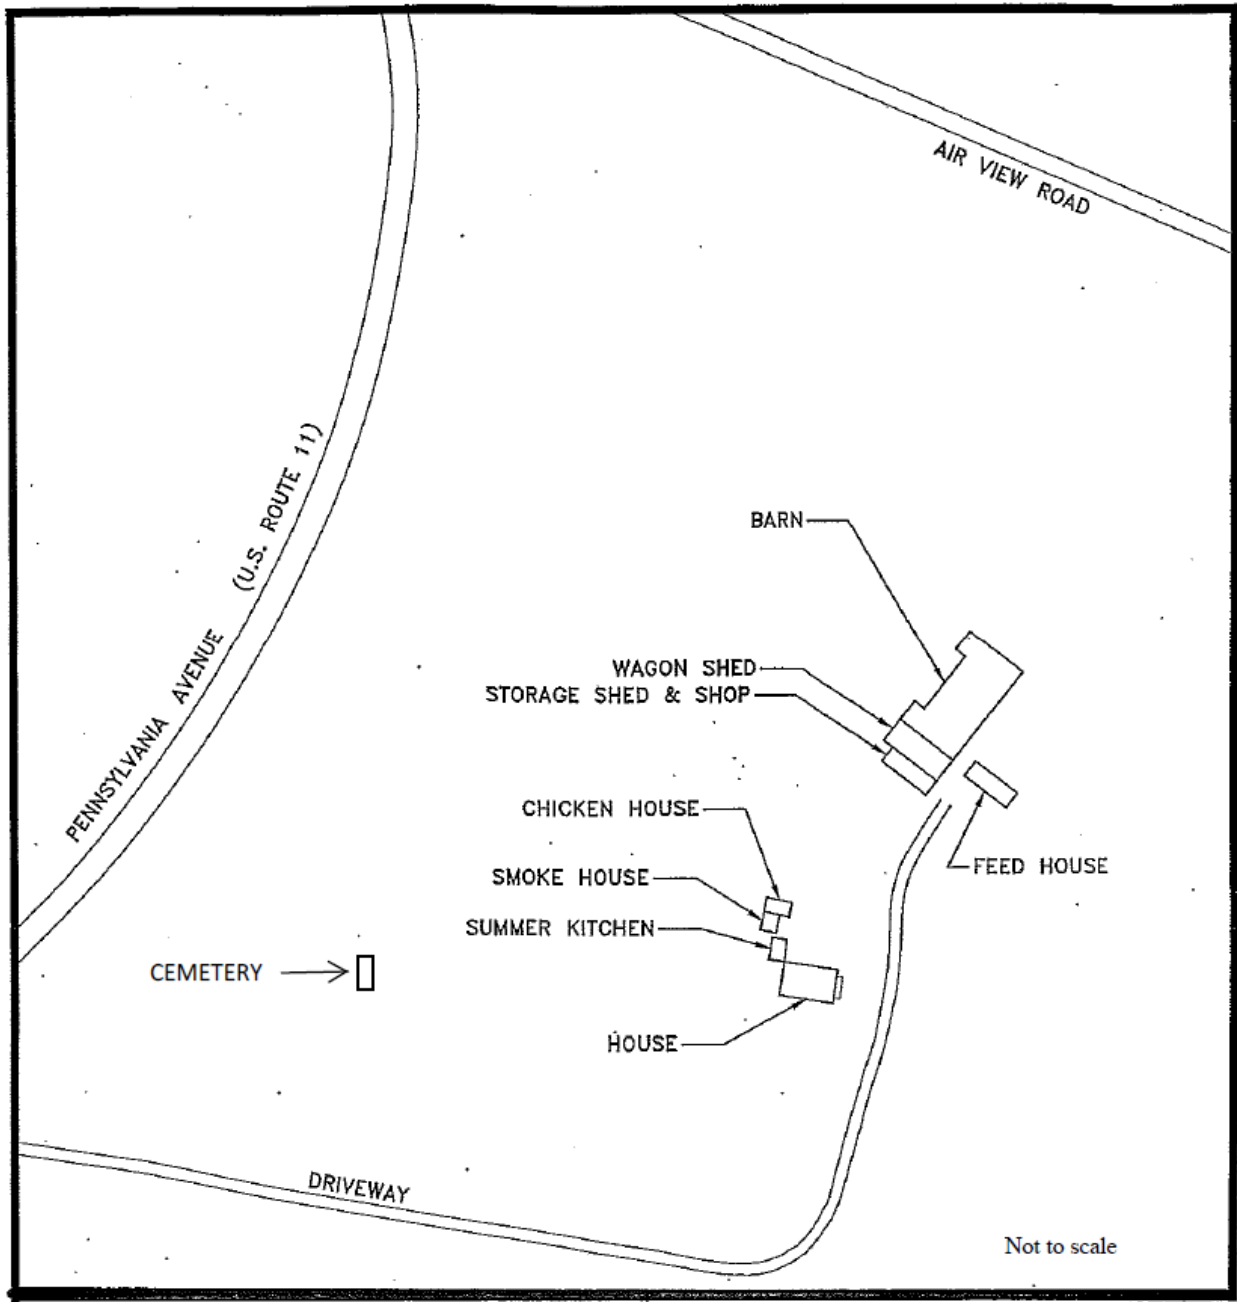 AIR VIEW ROAD
PENNSYLVANIA AVENUE (U.S. ROUTE 11)
BARN
WAGON SHED
STORAGE SHED & SHOP
CHICKEN HOUSE
FEED HOUSE
SMOKE HOUSE
SUMMER KITCHEN
CEMETERY
HOUSE
DRIVEWAY
Not to scale